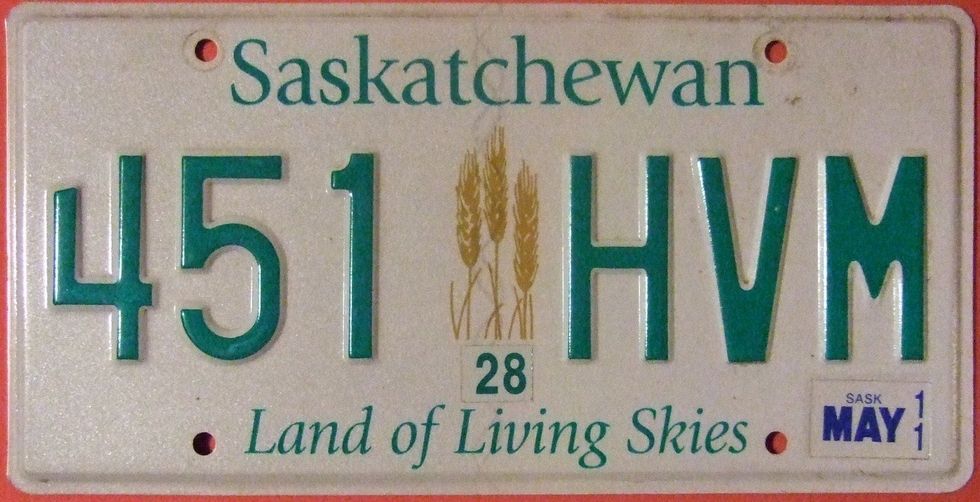 Saskatchewan
451 HVM
28
Land of Living Skies
SASK
MAY 11